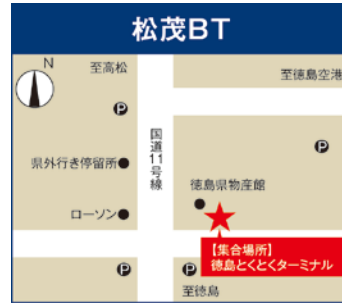 松茂BT
N
至高松
至徳島空港
P
国道11号線
P
県外行き停留所
徳島県物産館
ローソン
【集合場所】
徳島とくとくターミナル
P
P
至徳島